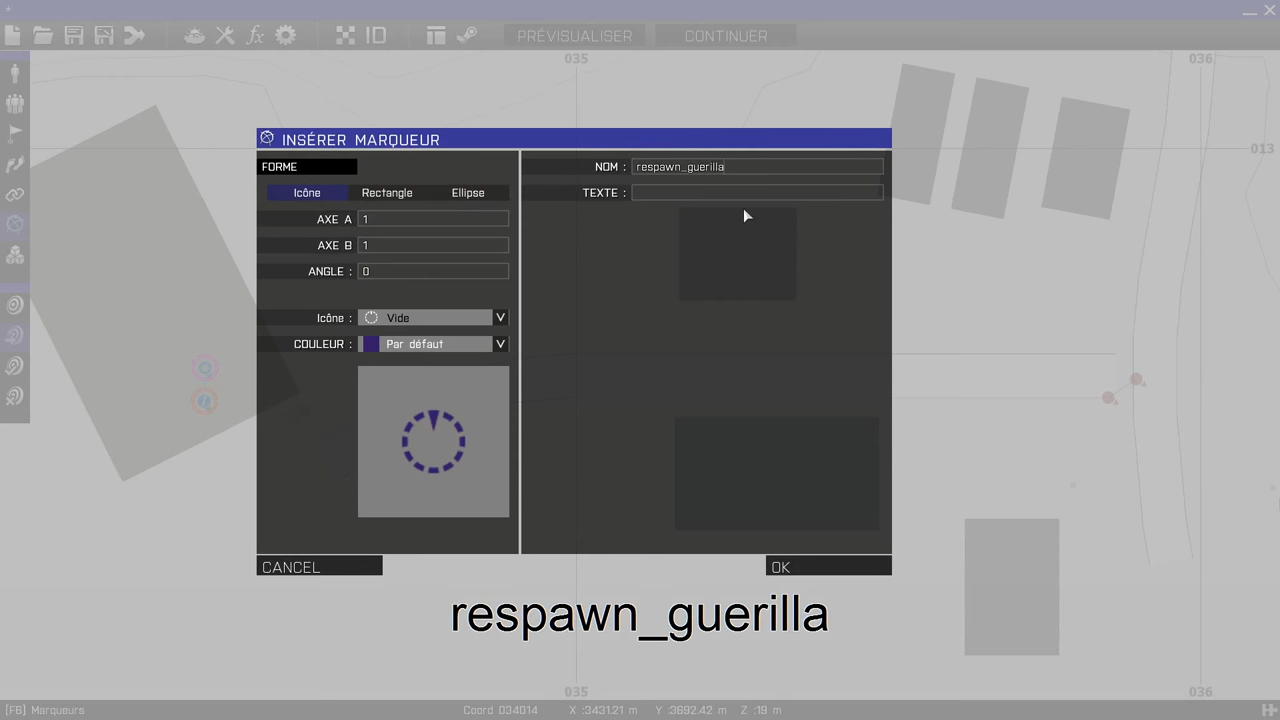 ID
PRÉVISUALISER
CONTINUER
035
036
013
INSÉRER MARQUEUR
FORME
Icône
Rectangle
Ellipse
AXE A
1
AXE B
1
ANGLE :
0
Icône :
Vide
V
COULEUR :
Par défaut
V
NOM :
respawn_guerilla
TEXTE :
CANCEL
OK
respawn_guerilla
035
036
[F6] Marqueurs
Coord 034014
X :3431.21 m
Y :3692.42 m
Z :19 m